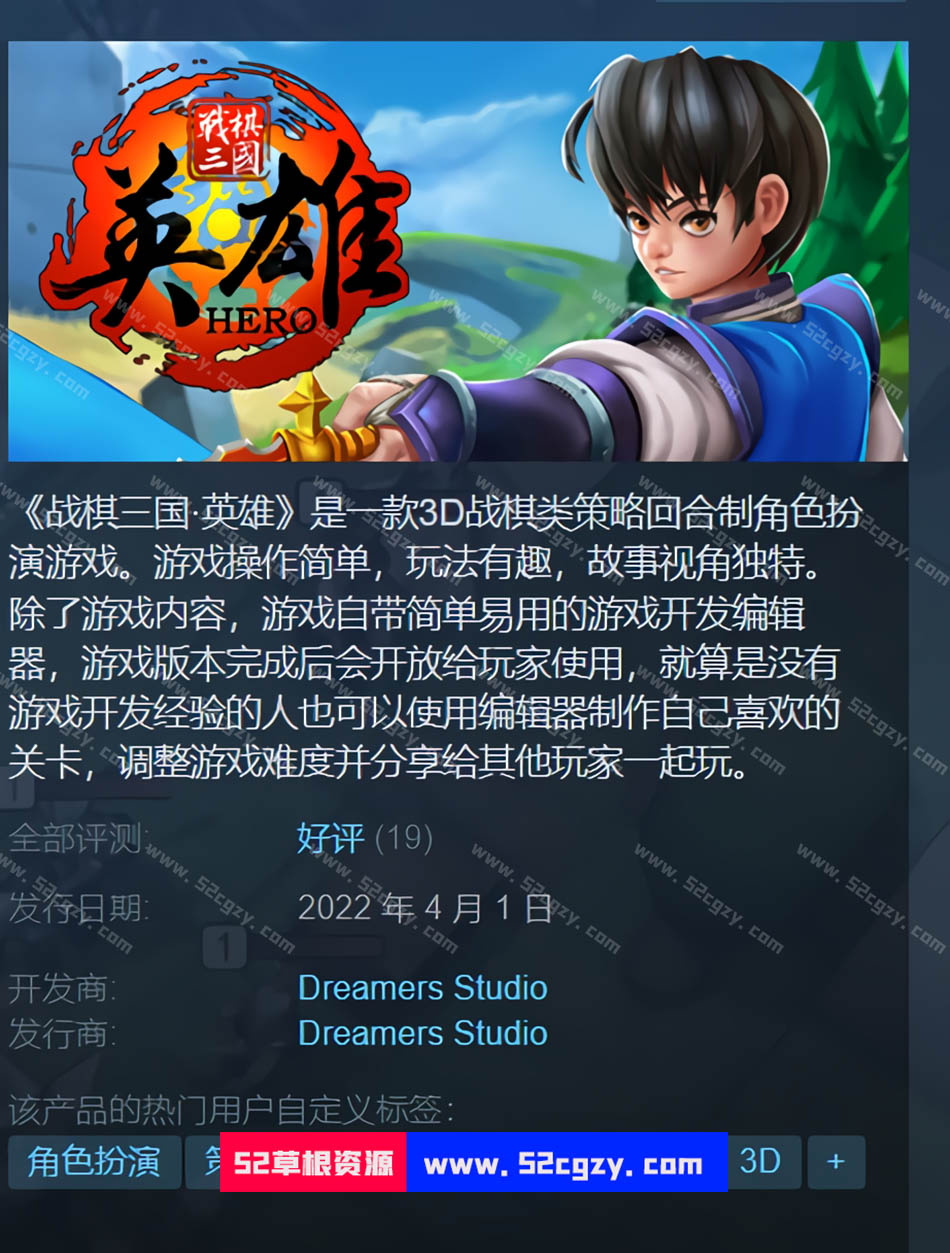 戦棋
三國
英雄
HERO
《战棋三国·英雄》是一款3D战棋类策略回合制角色扮
演游戏。游戏操作简单，玩法有趣，故事视角独特。
除了游戏内容，游戏自带简单易用的游戏开发编辑
器，游戏版本完成后会开放给玩家使用，就算是没有
游戏开发经验的人也可以使用编辑器制作自己喜欢的
关卡，调整游戏难度并分享给其他玩家一起玩。
全部评测: 好评 (19)
发行日期: 2022 年 4 月 1 日
1
开发商: Dreamers Studio
发行商: Dreamers Studio
该产品的热门用户自定义标签:
角色扮演 52草根资源 www.52cgzy.com 3D +
www.52cgzy.com